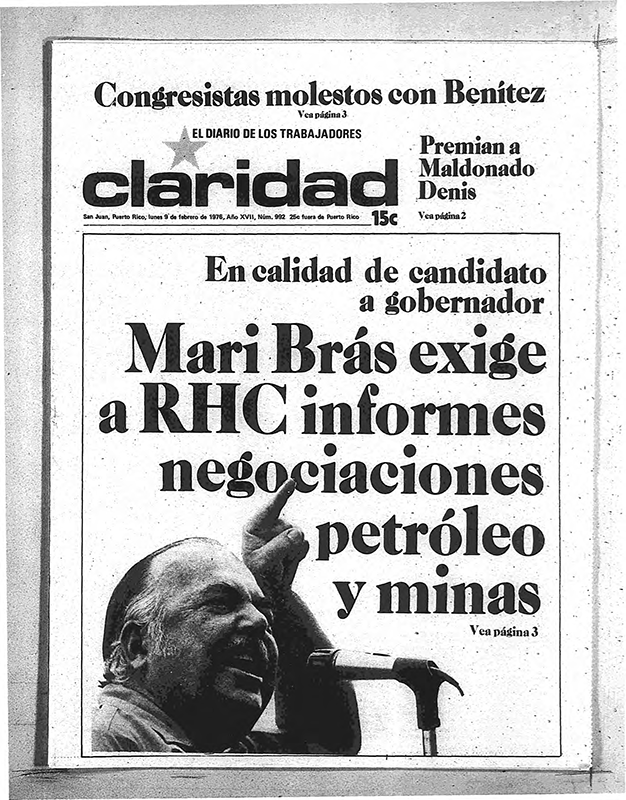 Congresistas molestos con Benítez
Vea página 3
EL DIARIO DE LOS TRABAJADORES
claridad
San Juan, Puerto Rico, lunes 9 de febrero de 1976, Año XVII, Núm. 992 25c fuera de Puerto Rico 15c
Premian a
Maldonado
Denis
Vea página 2
En calidad de candidato
a gobernador
Mari Brás exige
a RHC informes
negociaciones
petróleo
y minas
Vea página 3